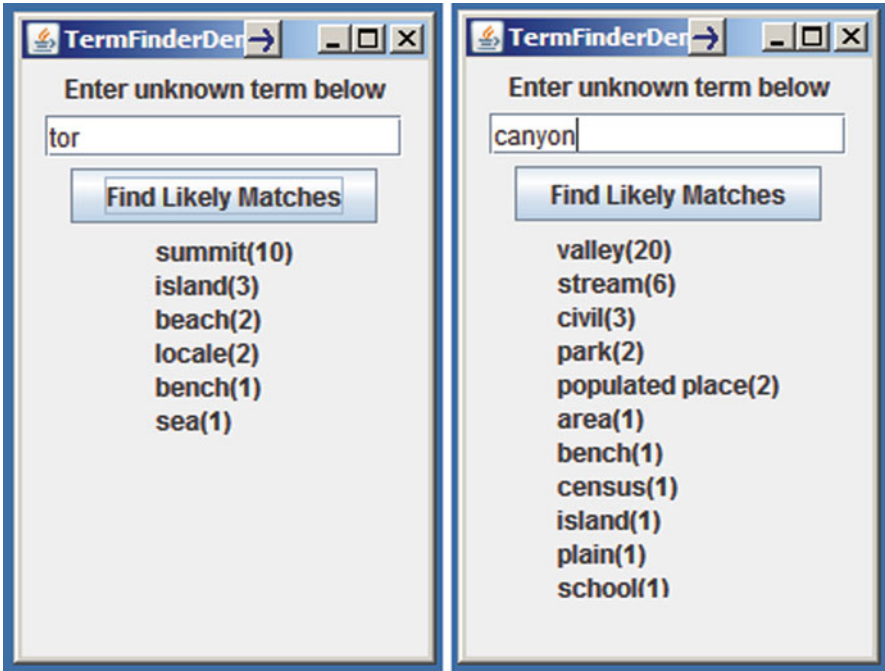 TermFinderDer
Enter unknown term below
tor
Find Likely Matches
summit(10)
island(3)
beach(2)
locale(2)
bench(1)
sea(1)
TermFinderDer
Enter unknown term below
canyon
Find Likely Matches
valley(20)
stream(6)
civil(3)
park(2)
populated place(2)
area(1)
bench(1)
census(1)
island(1)
plain(1)
school(1)